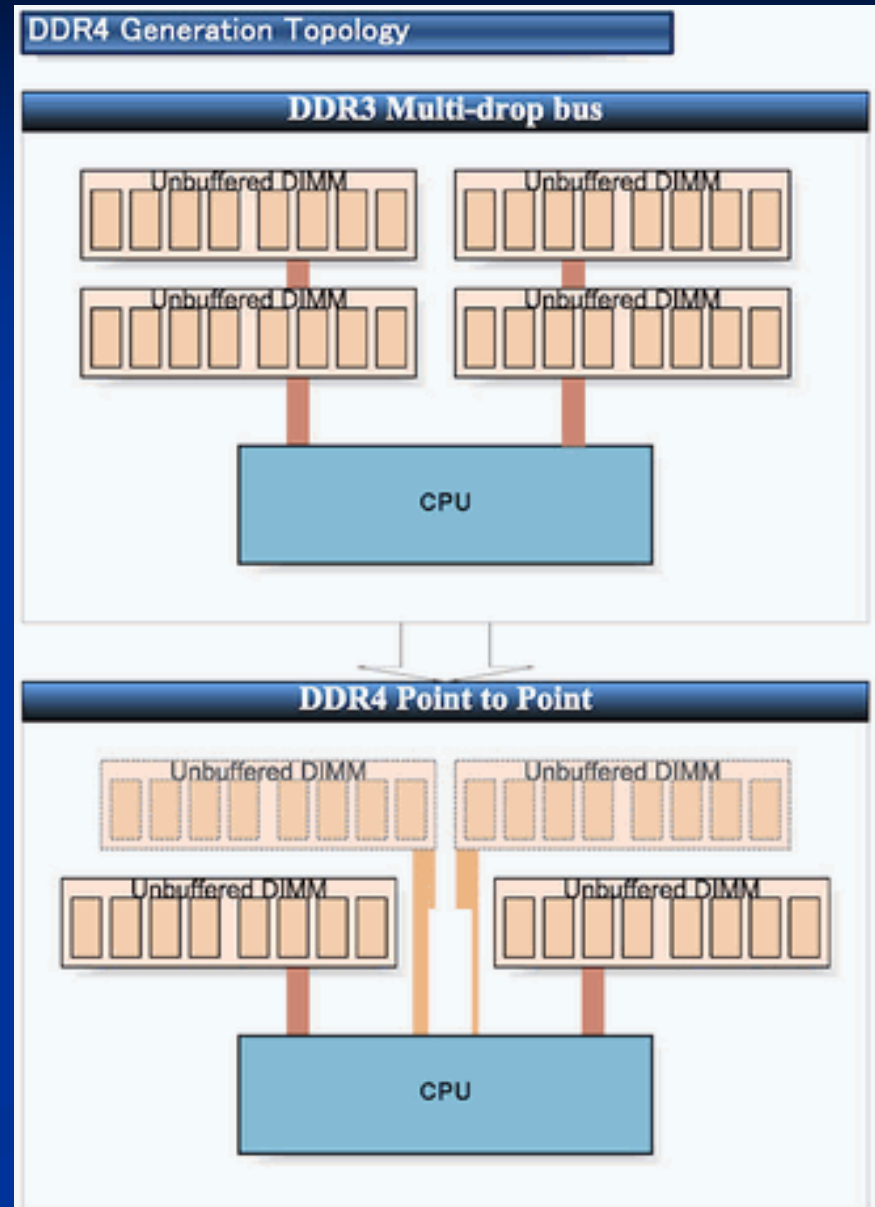 DDR4 Generation Topology
DDR3 Multi-drop bus
Unbuffered DIMM
Unbuffered DIMM
Unbuffered DIMM
Unbuffered DIMM
CPU
DDR4 Point to Point
Unbuffered DIMM
Unbuffered DIMM
Unbuffered DIMM
Unbuffered DIMM
CPU